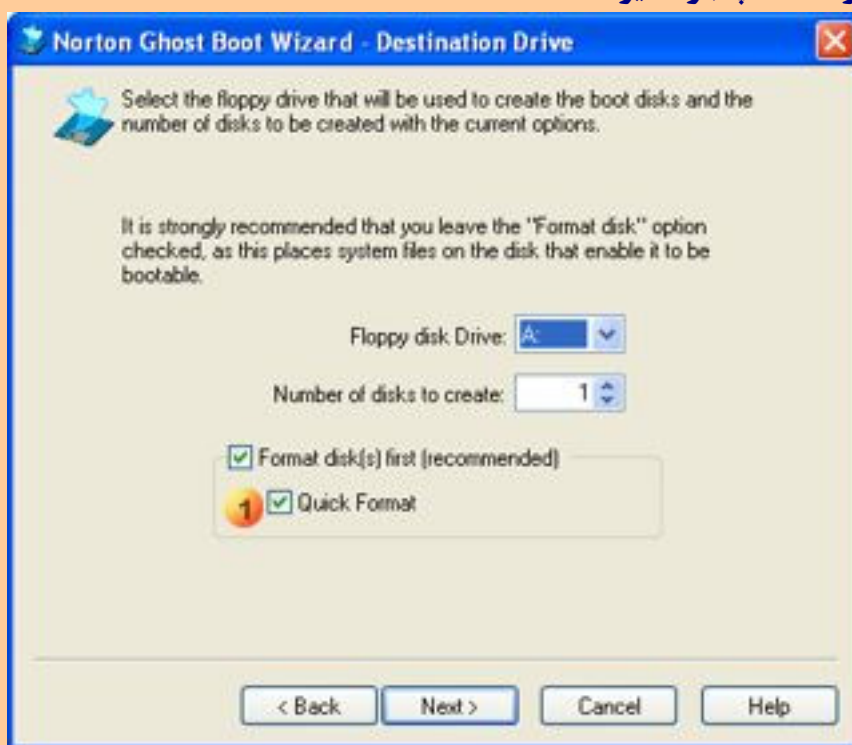 Norton Ghost Boot Wizard - Destination Drive
Select the floppy drive that will be used to create the boot disks and the
number of disks to be created with the current options.
It is strongly recommended that you leave the "Format disk" option
checked, as this places system files on the disk that enable it to be
bootable.
Floppy disk Drive: A:
Number of disks to create: 1
Format disk(s) first (recommended)
1 Quick Format
< Back Next > Cancel Help